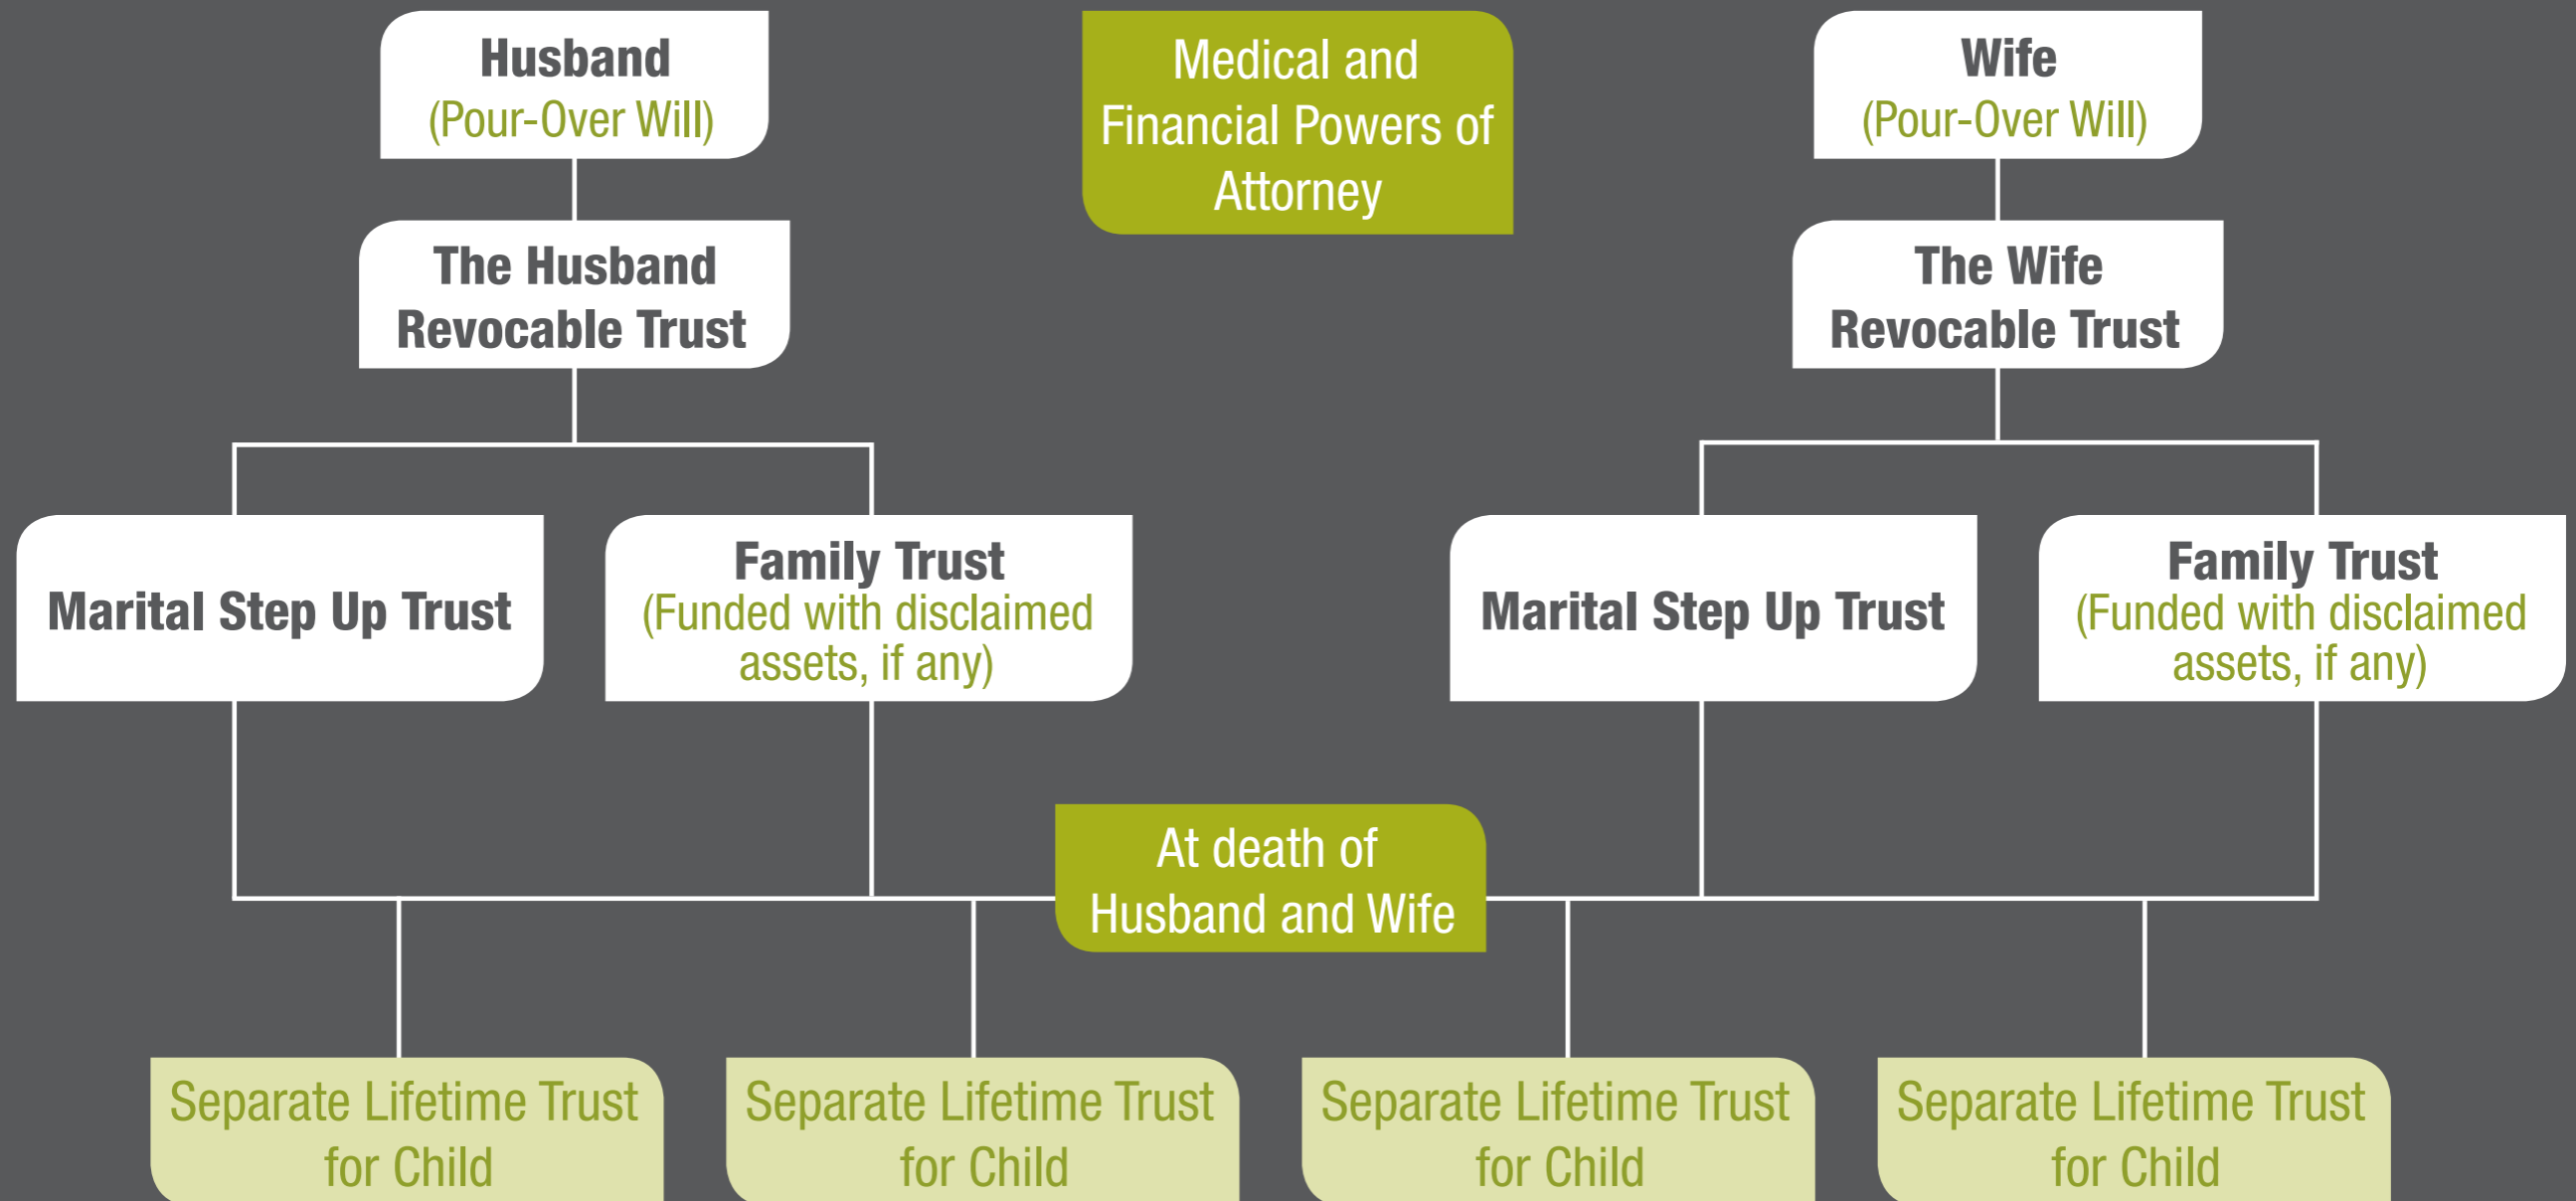 Husband
(Pour-Over Will)
Medical and
Financial Powers of
Attorney
Wife
(Pour-Over Will)
The Husband
Revocable Trust
The Wife
Revocable Trust
Marital Step Up Trust
Family Trust
(Funded with disclaimed
assets, if any)
Marital Step Up Trust
Family Trust
(Funded with disclaimed
assets, if any)
At death of
Husband and Wife
Separate Lifetime Trust
for Child
Separate Lifetime Trust
for Child
Separate Lifetime Trust
for Child
Separate Lifetime Trust
for Child